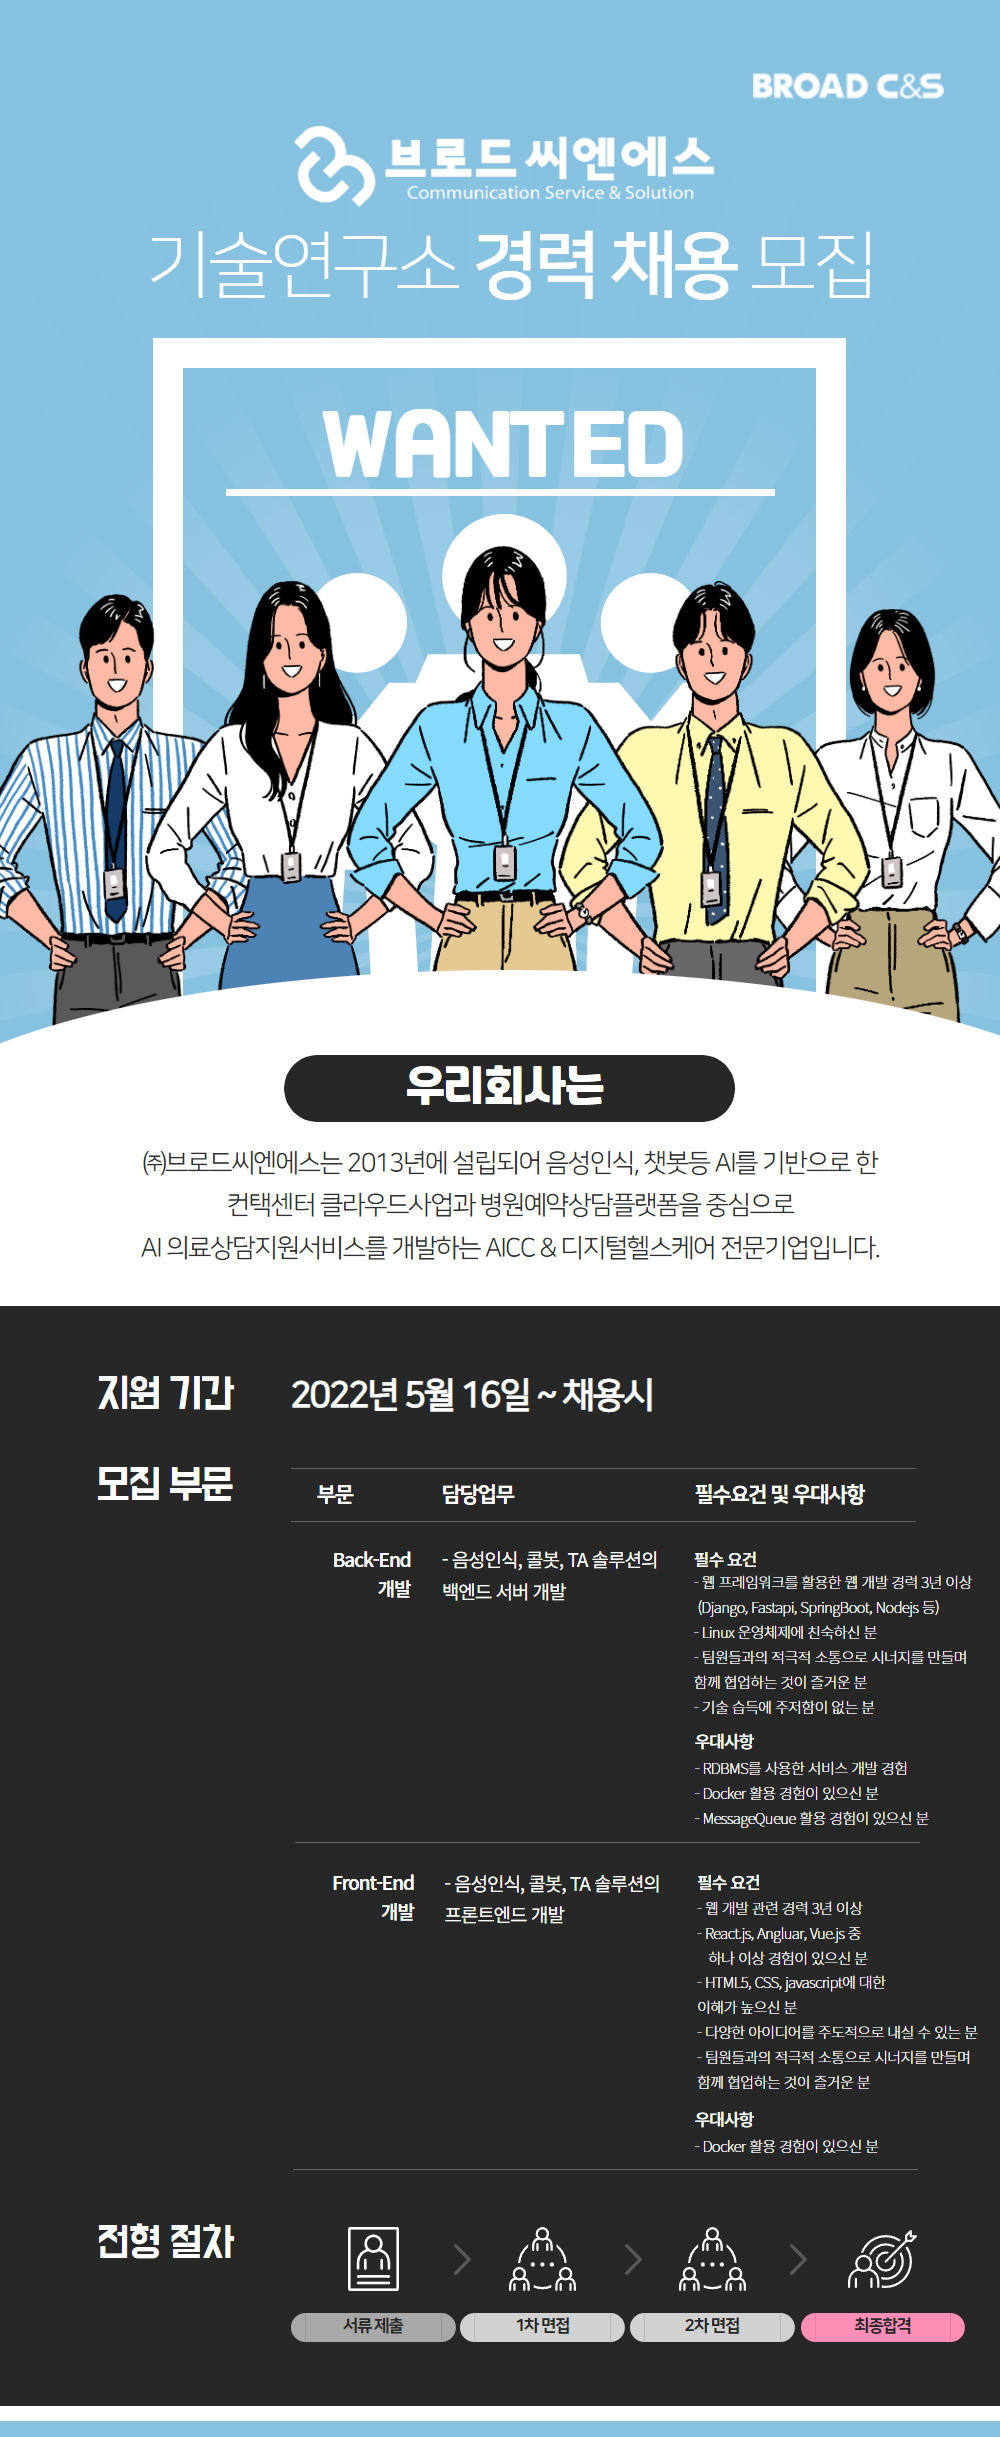 BROAD C&S
브로드 씨엔에스
Communication Service & Solution
기술연구소 경력 채용 모집
WANTED
우리회사는
㈜브로드씨엔에스는 2013년에 설립되어 음성인식, 챗봇등 AI를 기반으로 한
컨택센터 클라우드사업과 병원예약상담플랫폼을 중심으로
AI 의료상담지원서비스를 개발하는 AICC & 디지털헬스케어 전문기업입니다.
지원 기간
2022년 5월 16일 ~ 채용시
모집 부문
부문 담당업무 필수요건 및 우대사항
Back-End
개발
- 음성인식, 콜봇, TA 솔루션의
백엔드 서버 개발
필수 요건
- 웹 프레임워크를 활용한 웹 개발 경력 3년 이상
(Django, Fastapi, SpringBoot, Nodejs 등)
- Linux 운영체제에 친숙하신 분
- 팀원들과의 적극적 소통으로 시너지를 만들며
함께 협업하는 것이 즐거운 분
- 기술 습득에 주저함이 없는 분
우대사항
- RDBMS를 사용한 서비스 개발 경험
- Docker 활용 경험이 있으신 분
- MessageQueue 활용 경험이 있으신 분
Front-End
개발
- 음성인식, 콜봇, TA 솔루션의
프론트엔드 개발
필수 요건
- 웹 개발 관련 경력 3년 이상
- React.js, Angluar, Vue.js 중
하나 이상 경험이 있으신 분
- HTML5, CSS, javascript에 대한
이해가 높으신 분
- 다양한 아이디어를 주도적으로 내실 수 있는 분
- 팀원들과의 적극적 소통으로 시너지를 만들며
함께 협업하는 것이 즐거운 분
우대사항
- Docker 활용 경험이 있으신 분
전형 절차
서류 제출
1차 면접
2차 면접
최종합격